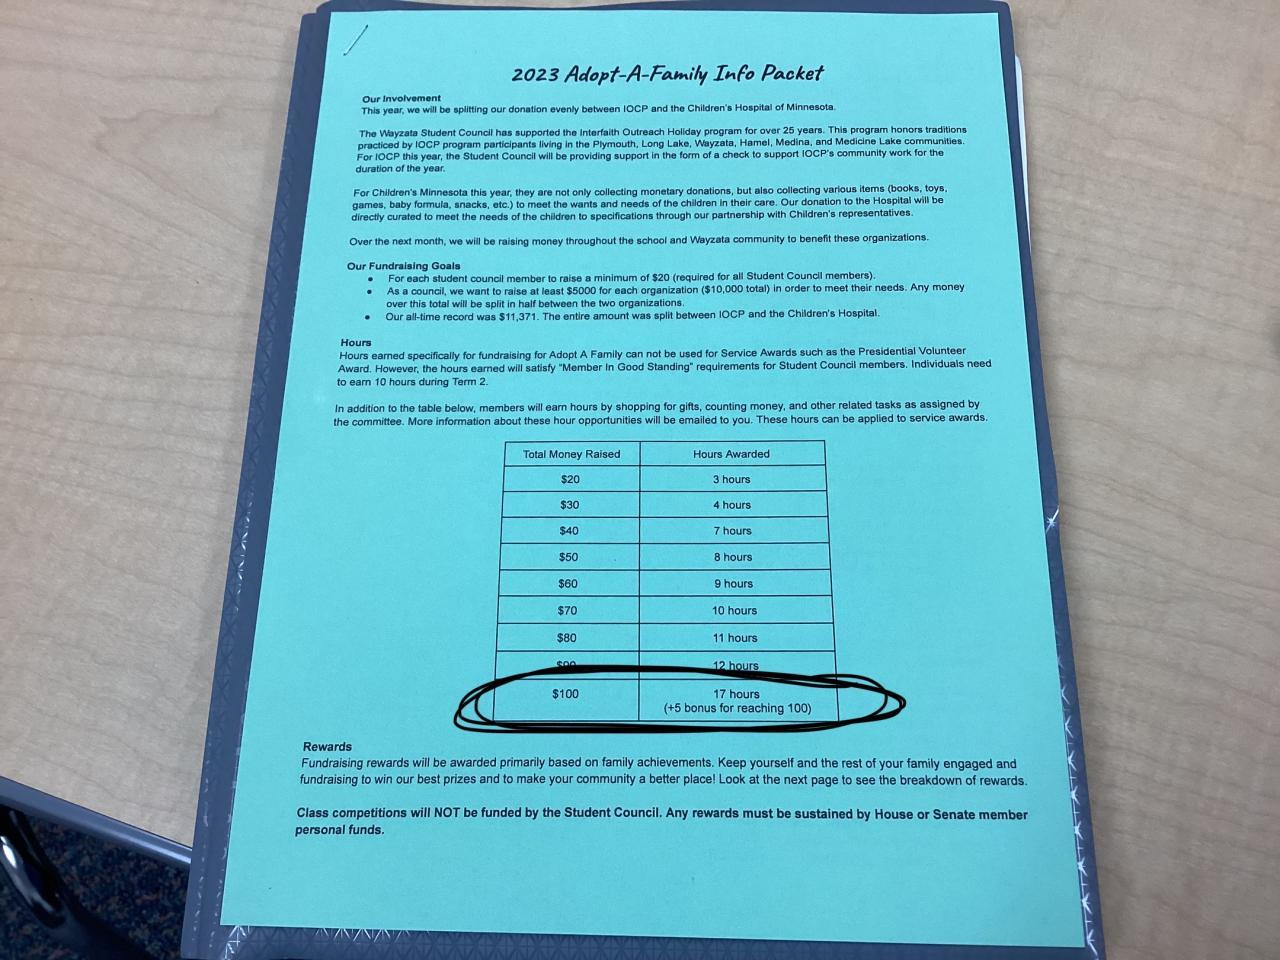 2023 Adopt-A-Family Info Packet
Our Involvement
This year, we will be splitting our donation evenly between IOCP and the Children's Hospital of Minnesota.
The Wayzata Student Council has supported the Interfaith Outreach Holiday program for over 25 years. This program honors traditions
practiced by IOCP program participants living in the Plymouth, Long Lake, Wayzata, Hamel, Medina, and Medicine Lake communities.
For IOCP this year, the Student Council will be providing support in the form of a check to support IOCP's community work for the
duration of the year.
For Children's Minnesota this year, they are not only collecting monetary donations, but also collecting various items (books, toys,
games, baby formula, snacks, etc.) to meet the wants and needs of the children in their care. Our donation to the Hospital will be
directly curated to meet the needs of the children to specifications through our partnership with Children's representatives.
Over the next month, we will be raising money throughout the school and Wayzata community to benefit these organizations.
Our Fundraising Goals
• For each student council member to raise a minimum of $20 (required for all Student Council members).
• As a council, we want to raise at least $5000 for each organization ($10,000 total) in order to meet their needs. Any money
over this total will be split in half between the two organizations.
• Our all-time record was $11,371. The entire amount was split between IOCP and the Children's Hospital.
Hours
Hours earned specifically for fundraising for Adopt A Family can not be used for Service Awards such as the Presidential Volunteer
Award. However, the hours earned will satisfy "Member In Good Standing" requirements for Student Council members. Individuals need
to earn 10 hours during Term 2.
In addition to the table below, members will earn hours by shopping for gifts, counting money, and other related tasks as assigned by
the committee. More information about these hour opportunities will be emailed to you. These hours can be applied to service awards.
Total Money Raised Hours Awarded
$20 3 hours
$30 4 hours
$40 7 hours
$50 8 hours
$60 9 hours
$70 10 hours
$80 11 hours
$90 12 hours
$100 17 hours
(+5 bonus for reaching 100)
Rewards
Fundraising rewards will be awarded primarily based on family achievements. Keep yourself and the rest of your family engaged and
fundraising to win our best prizes and to make your community a better place! Look at the next page to see the breakdown of rewards.
Class competitions will NOT be funded by the Student Council. Any rewards must be sustained by House or Senate member
personal funds.